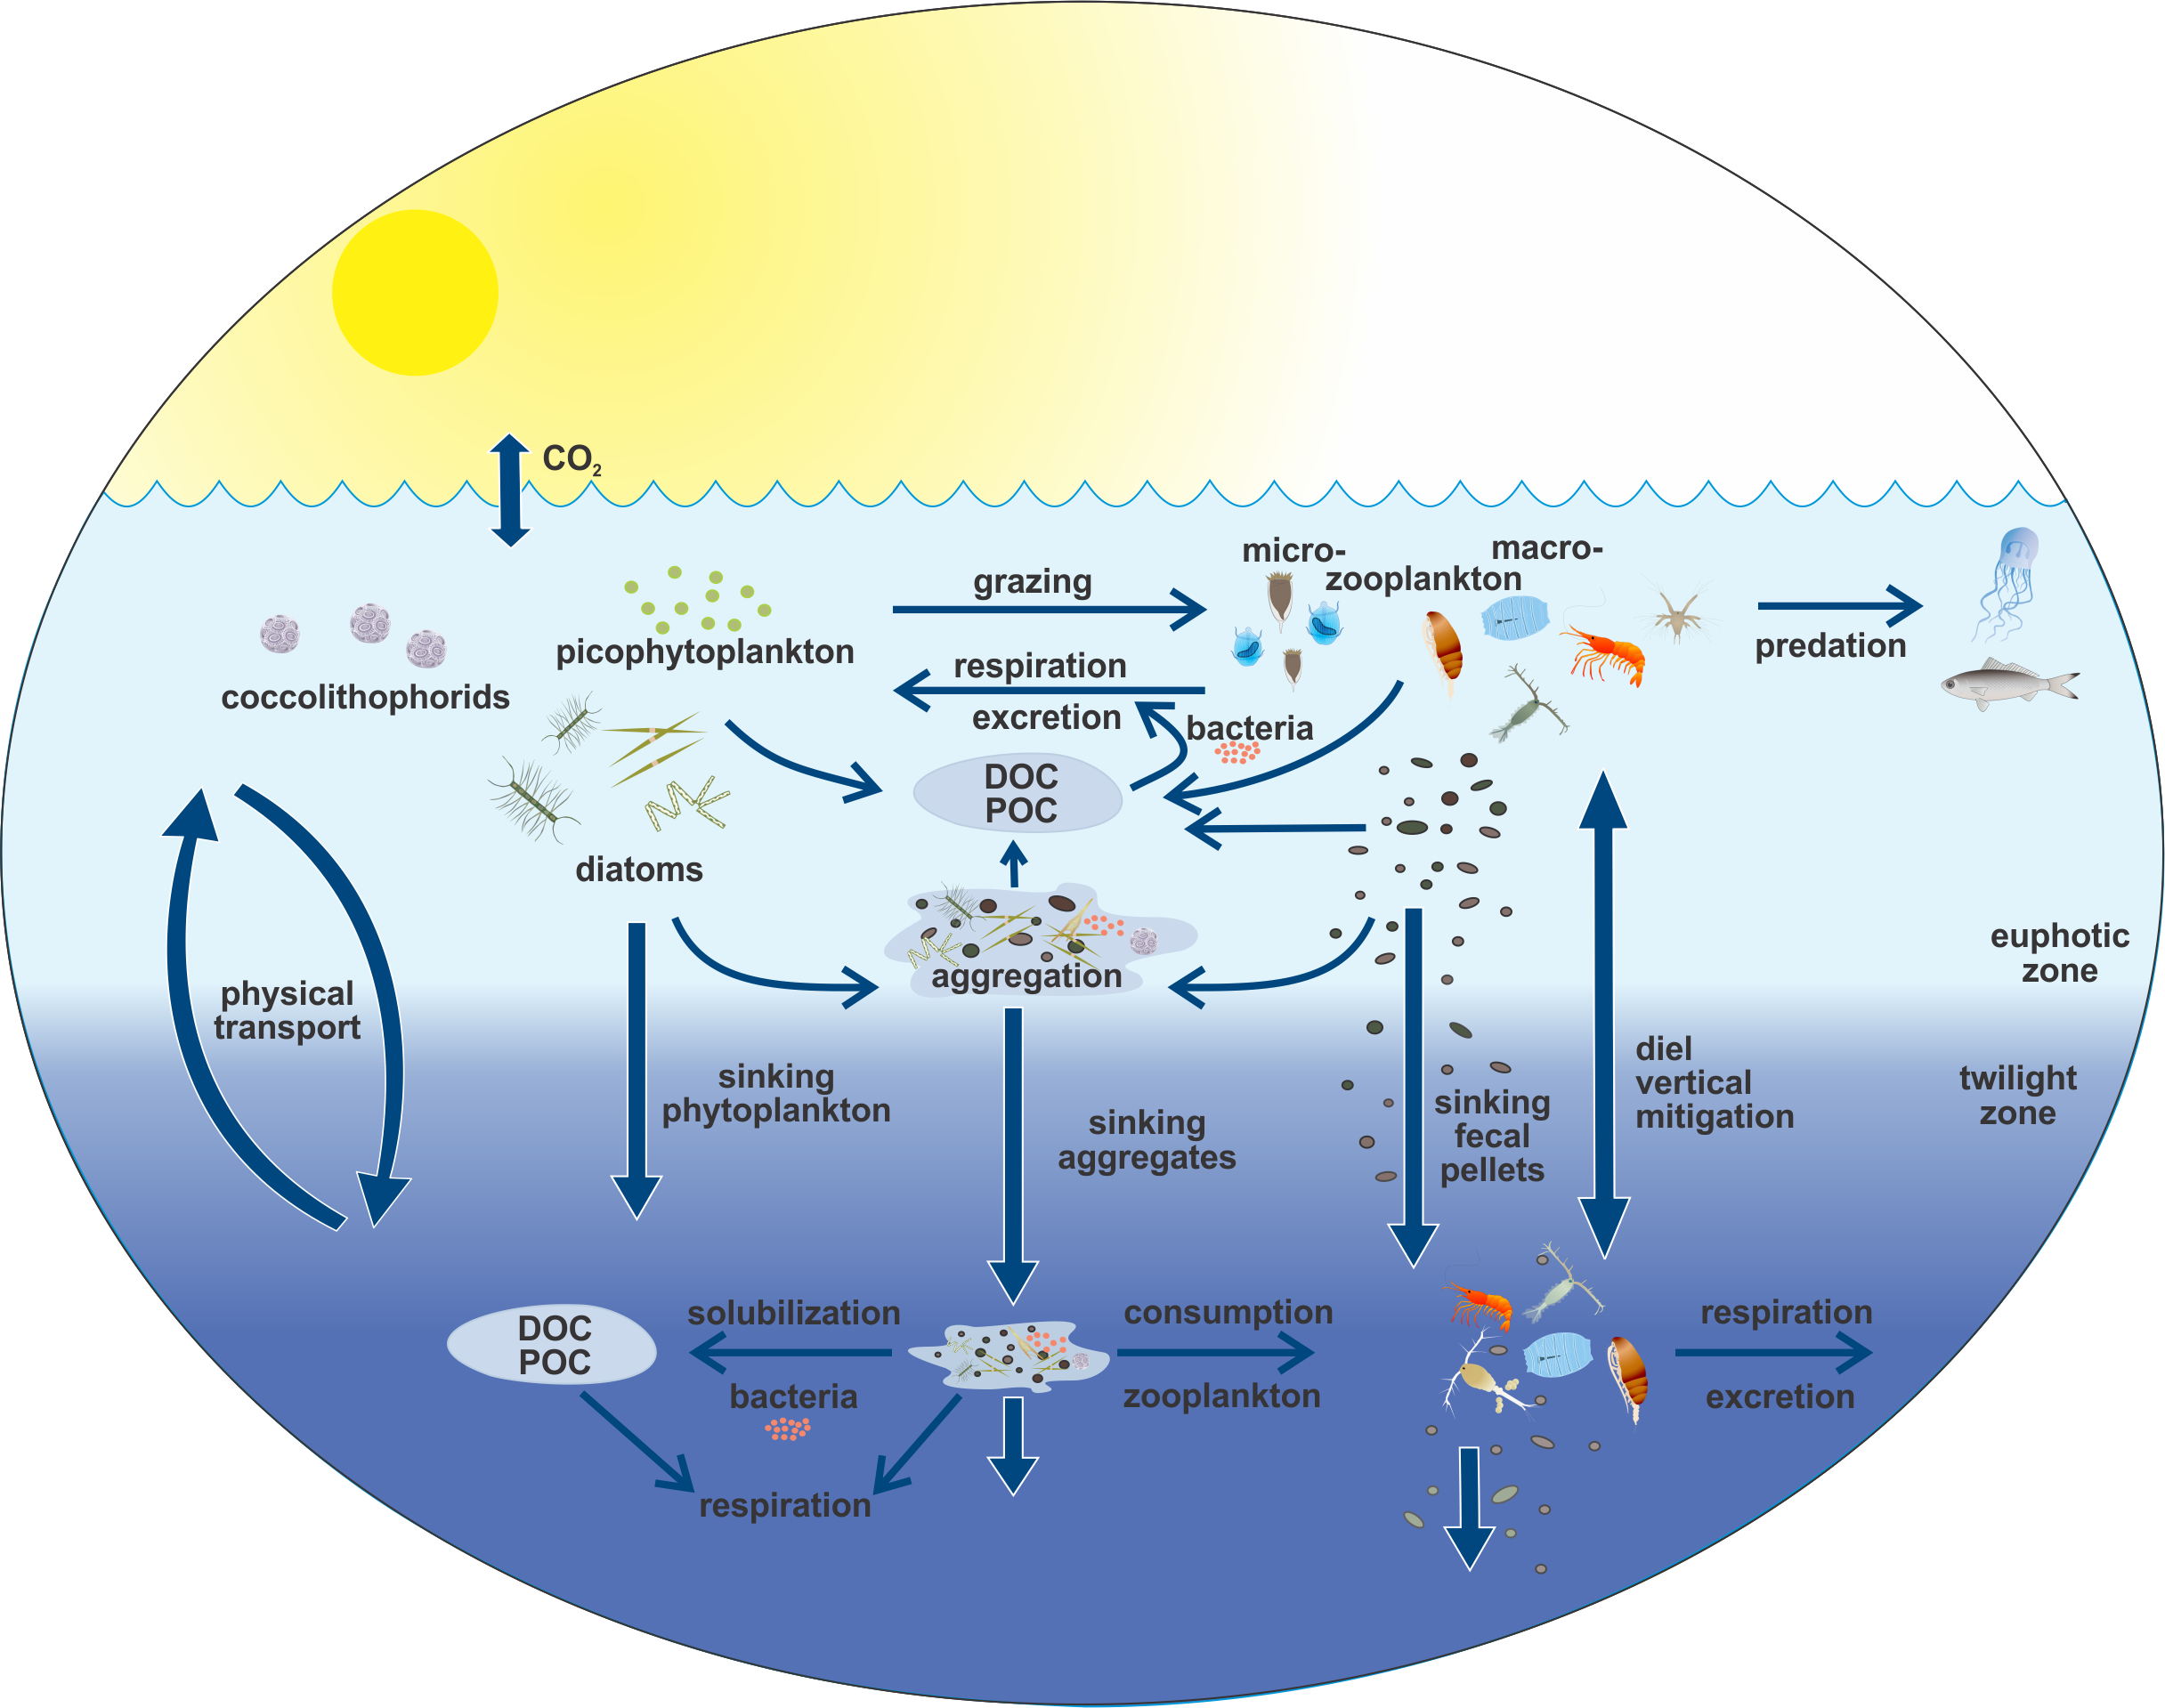 CO2
micro-
macro-
zooplankton
grazing
picophytoplankton
predation
respiration
excretion
coccolithophorids
bacteria
DOC
POC
diatoms
aggregation
euphotic
zone
physical
transport
sinking
phytoplankton
sinking
aggregates
sinking
fecal
pellets
diel
vertical
mitigation
twilight
zone
DOC
POC
solubilization
bacteria
consumption
zooplankton
respiration
excretion
respiration